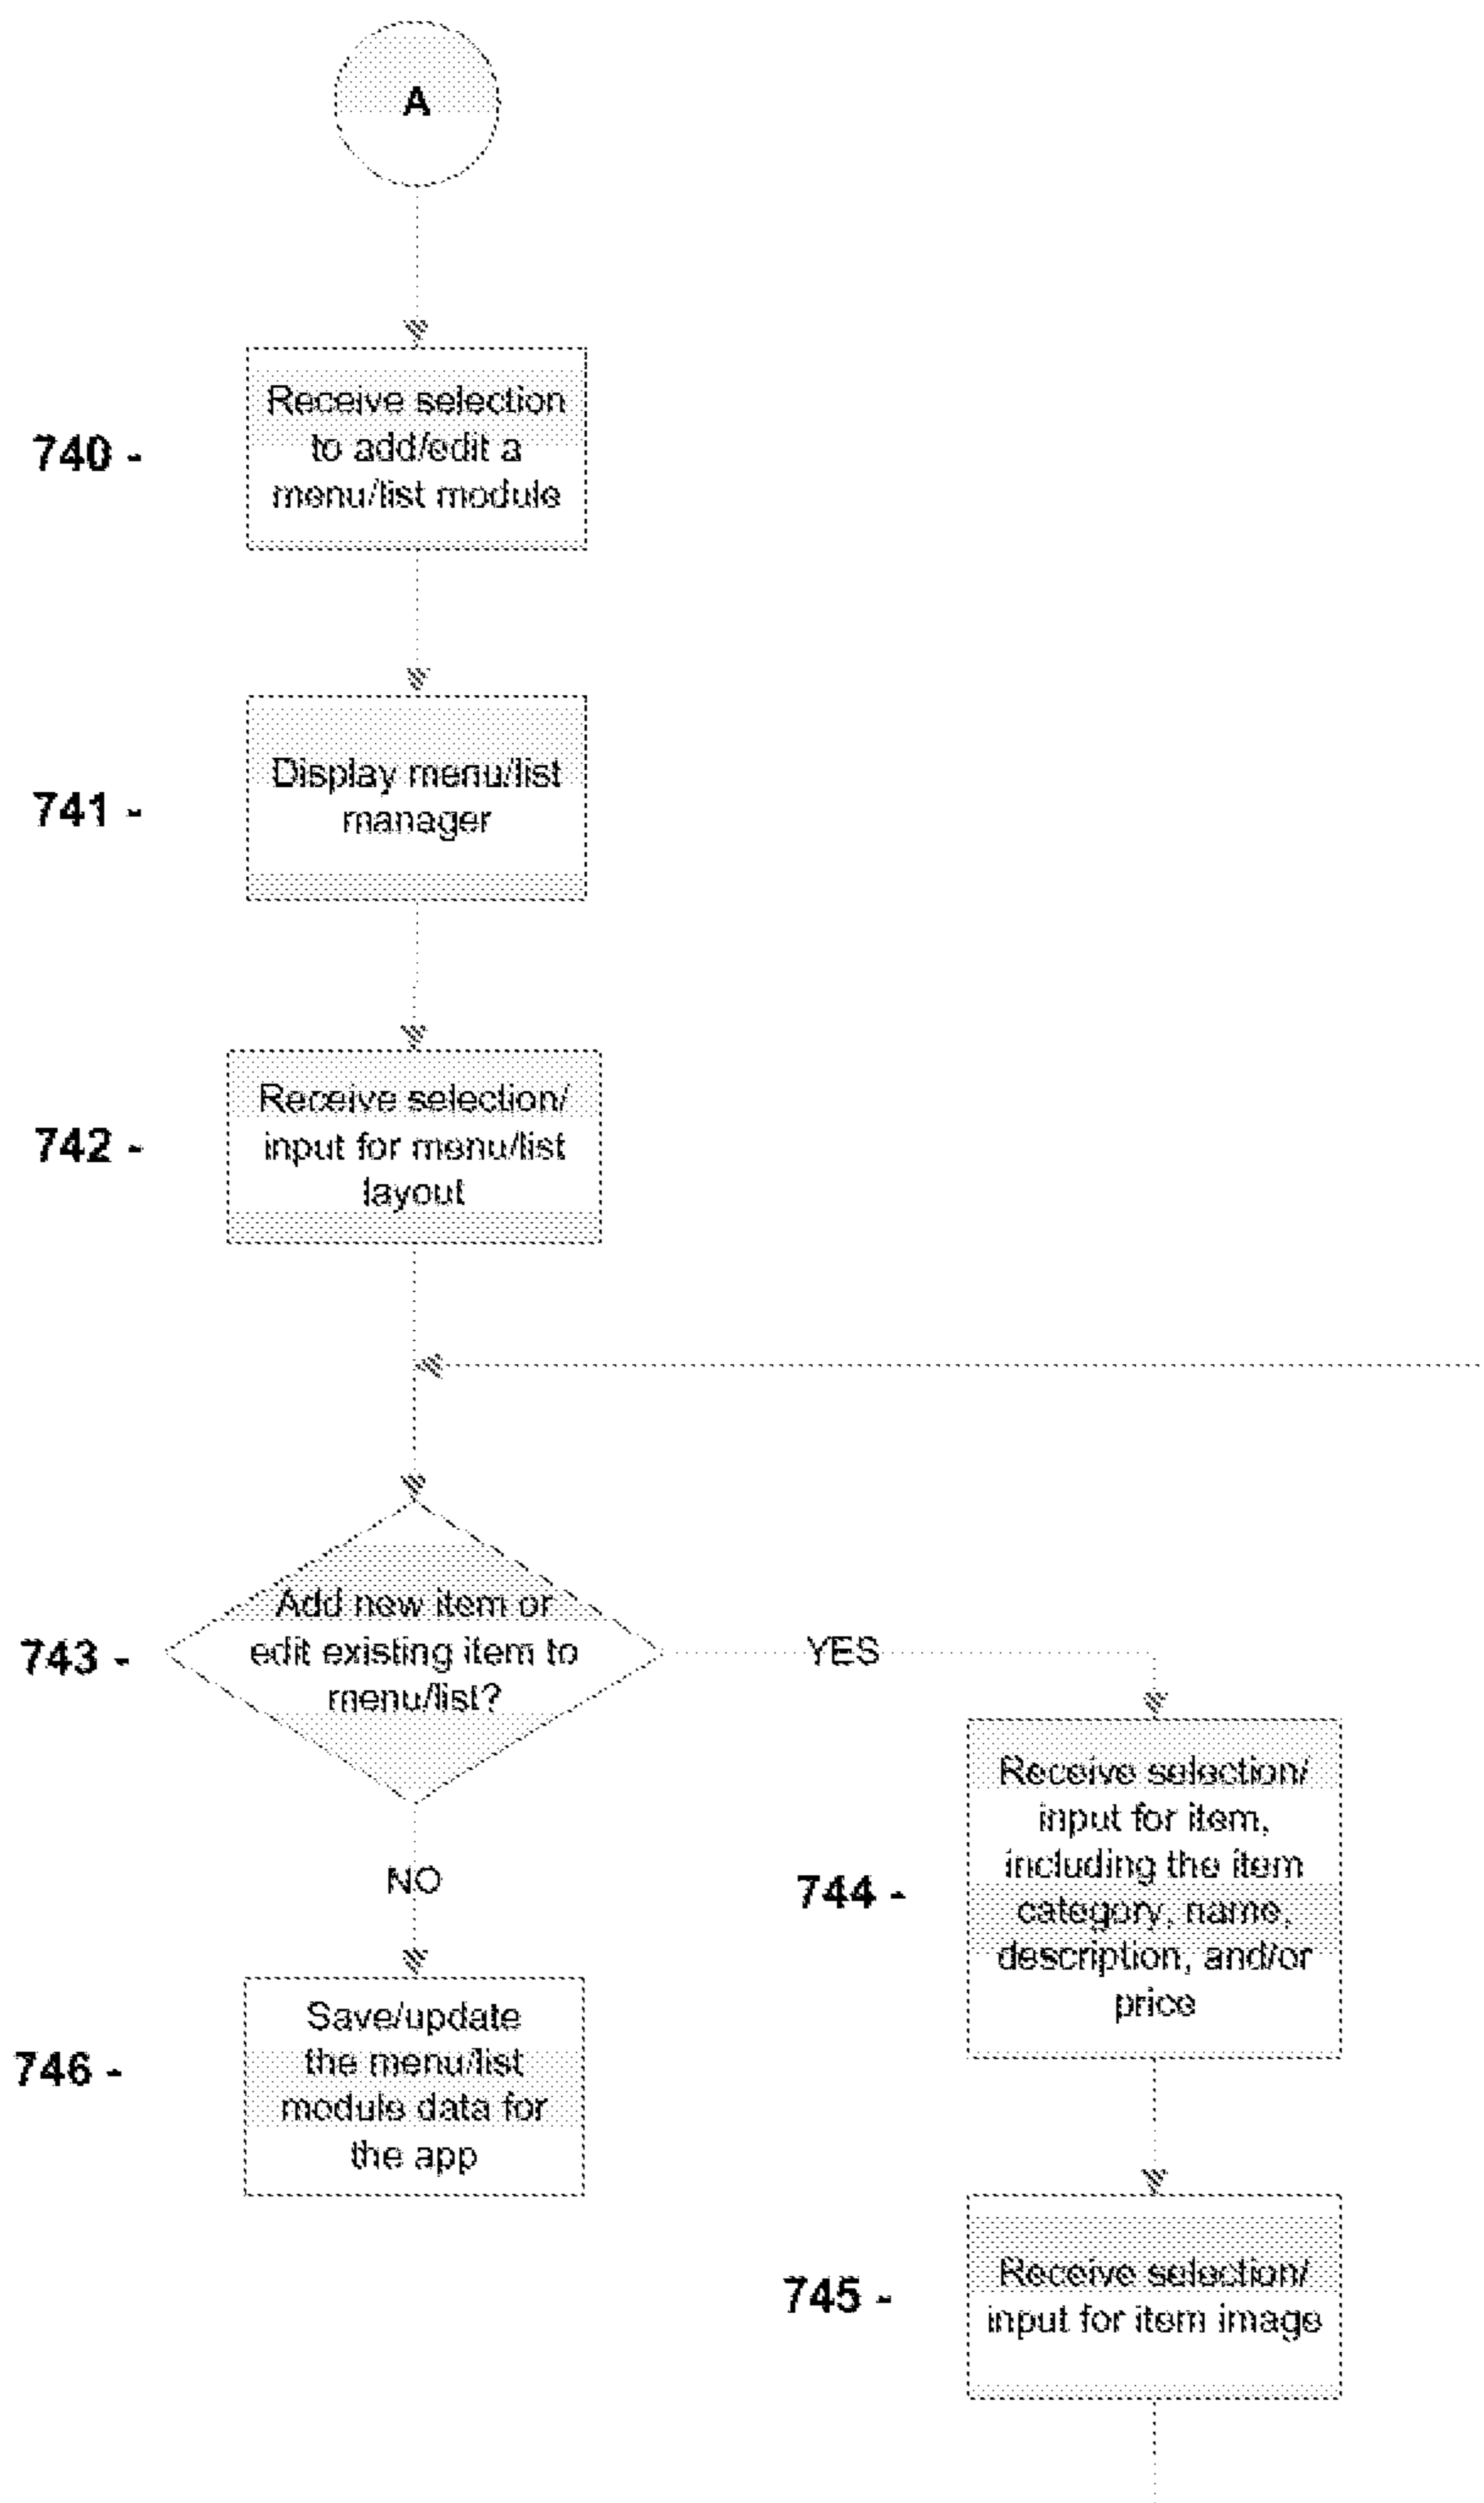 A
740 -
Receive selection
to add/edit a
menu/list module
741 -
Display menu/list
manager
742 -
Receive selection/
input for menu/list
layout
743 -
Add new item or
edit existing item to
menu/list?
YES
NO
744 -
Receive selection/
input for item,
including the item
category, name,
description, and/or
price
746 -
Save/update
the menu/list
module data for
the app
745 -
Receive selection/
input for item image